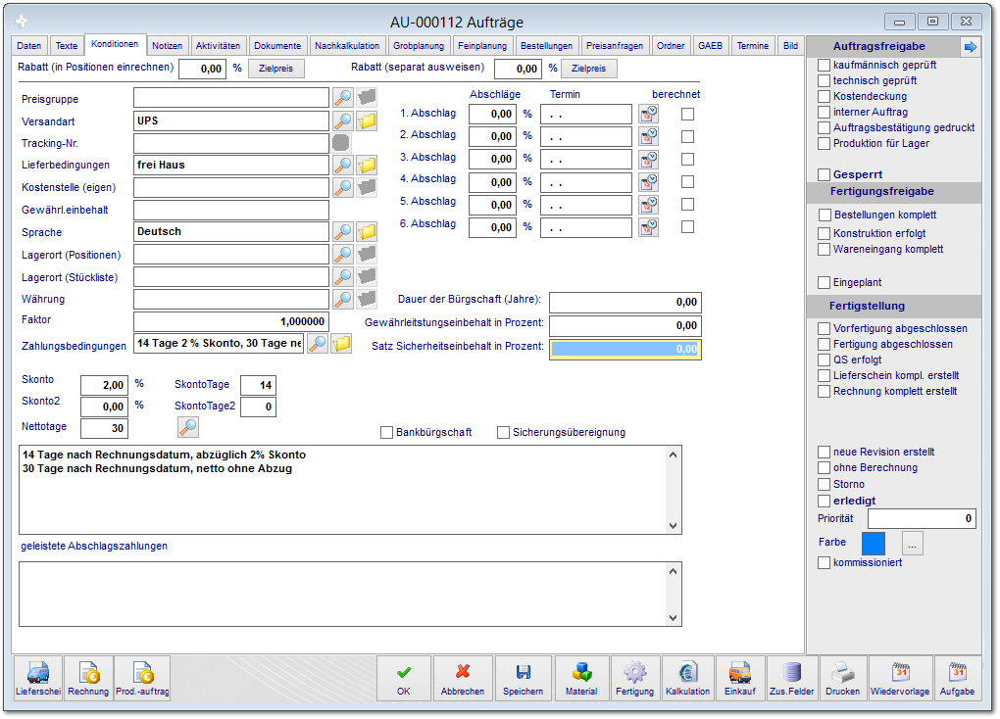 AU-000112 Aufträge
Daten Texte Konditionen Notizen Aktivitäten Dokumente Nachkalkulation Grobplanung Feinplanung Bestellungen Preisanfragen Ordner GAEB Termine Bild
Rabatt (in Positionen einrechnen) 0,00 % Zielpreis Rabatt (separat ausweisen) 0,00 % Zielpreis
Abschläge Termin berechnet
Preisgruppe
Versandart UPS
Tracking-Nr.
Lieferbedingungen frei Haus
Kostenstelle (eigen)
Gewährl.einbehalt
Sprache Deutsch
Lagerort (Positionen)
Lagerort (Stückliste)
Währung
Faktor 1,000000
Zahlungsbedingungen 14 Tage 2 % Skonto, 30 Tage ne
1. Abschlag 0,00 % . .
2. Abschlag 0,00 % . .
3. Abschlag 0,00 % . .
4. Abschlag 0,00 % . .
5. Abschlag 0,00 % . .
6. Abschlag 0,00 % . .
Dauer der Bürgschaft (Jahre): 0,00
Gewährleitstungseinbehalt in Prozent: 0,00
Satz Sicherheitseinbehalt in Prozent: 0,00
Skonto 2,00 % SkontoTage 14
Skonto2 0,00 % SkontoTage2 0
Nettotage 30
Bankbürgschaft Sicherungsübereignung
14 Tage nach Rechnungsdatum, abzüglich 2% Skonto
30 Tage nach Rechnungsdatum, netto ohne Abzug
geleistete Abschlagszahlungen
Auftragsfreigabe
kaufmännisch geprüft
technisch geprüft
Kostendeckung
interner Auftrag
Auftragsbestätigung gedruckt
Produktion für Lager
Gesperrt
Fertigungsfreigabe
Bestellungen komplett
Konstruktion erfolgt
Wareneingang komplett
Eingeplant
Fertigstellung
Vorfertigung abgeschlossen
Fertigung abgeschlossen
QS erfolgt
Lieferschein kompl. erstellt
Rechnung komplett erstellt
neue Revision erstellt
ohne Berechnung
Storno
erledigt
Priorität 0
Farbe ...
kommissioniert
Lieferschei Rechnung Prod.-auftrag OK Abbrechen Speichern Material Fertigung Kalkulation Einkauf Zus.Felder Drucken Wiedervorlage Aufgabe